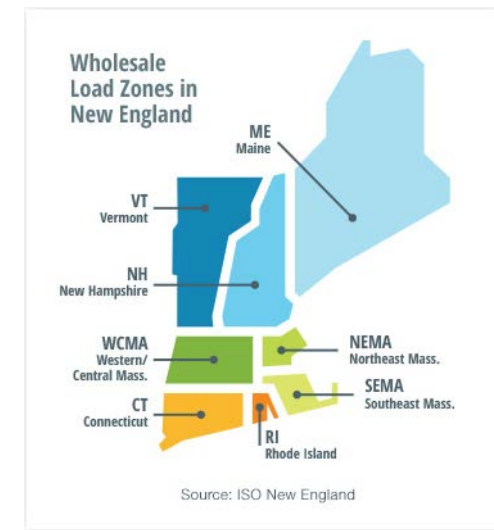 Wholesale
Load Zones in
New England
ME
Maine
VT
Vermont
NH
New Hampshire
WCMA
Western/
Central Mass.
NEMA
Northeast Mass.
SEMA
Southeast Mass.
CT
Connecticut
RI
Rhode Island
Source: ISO New England